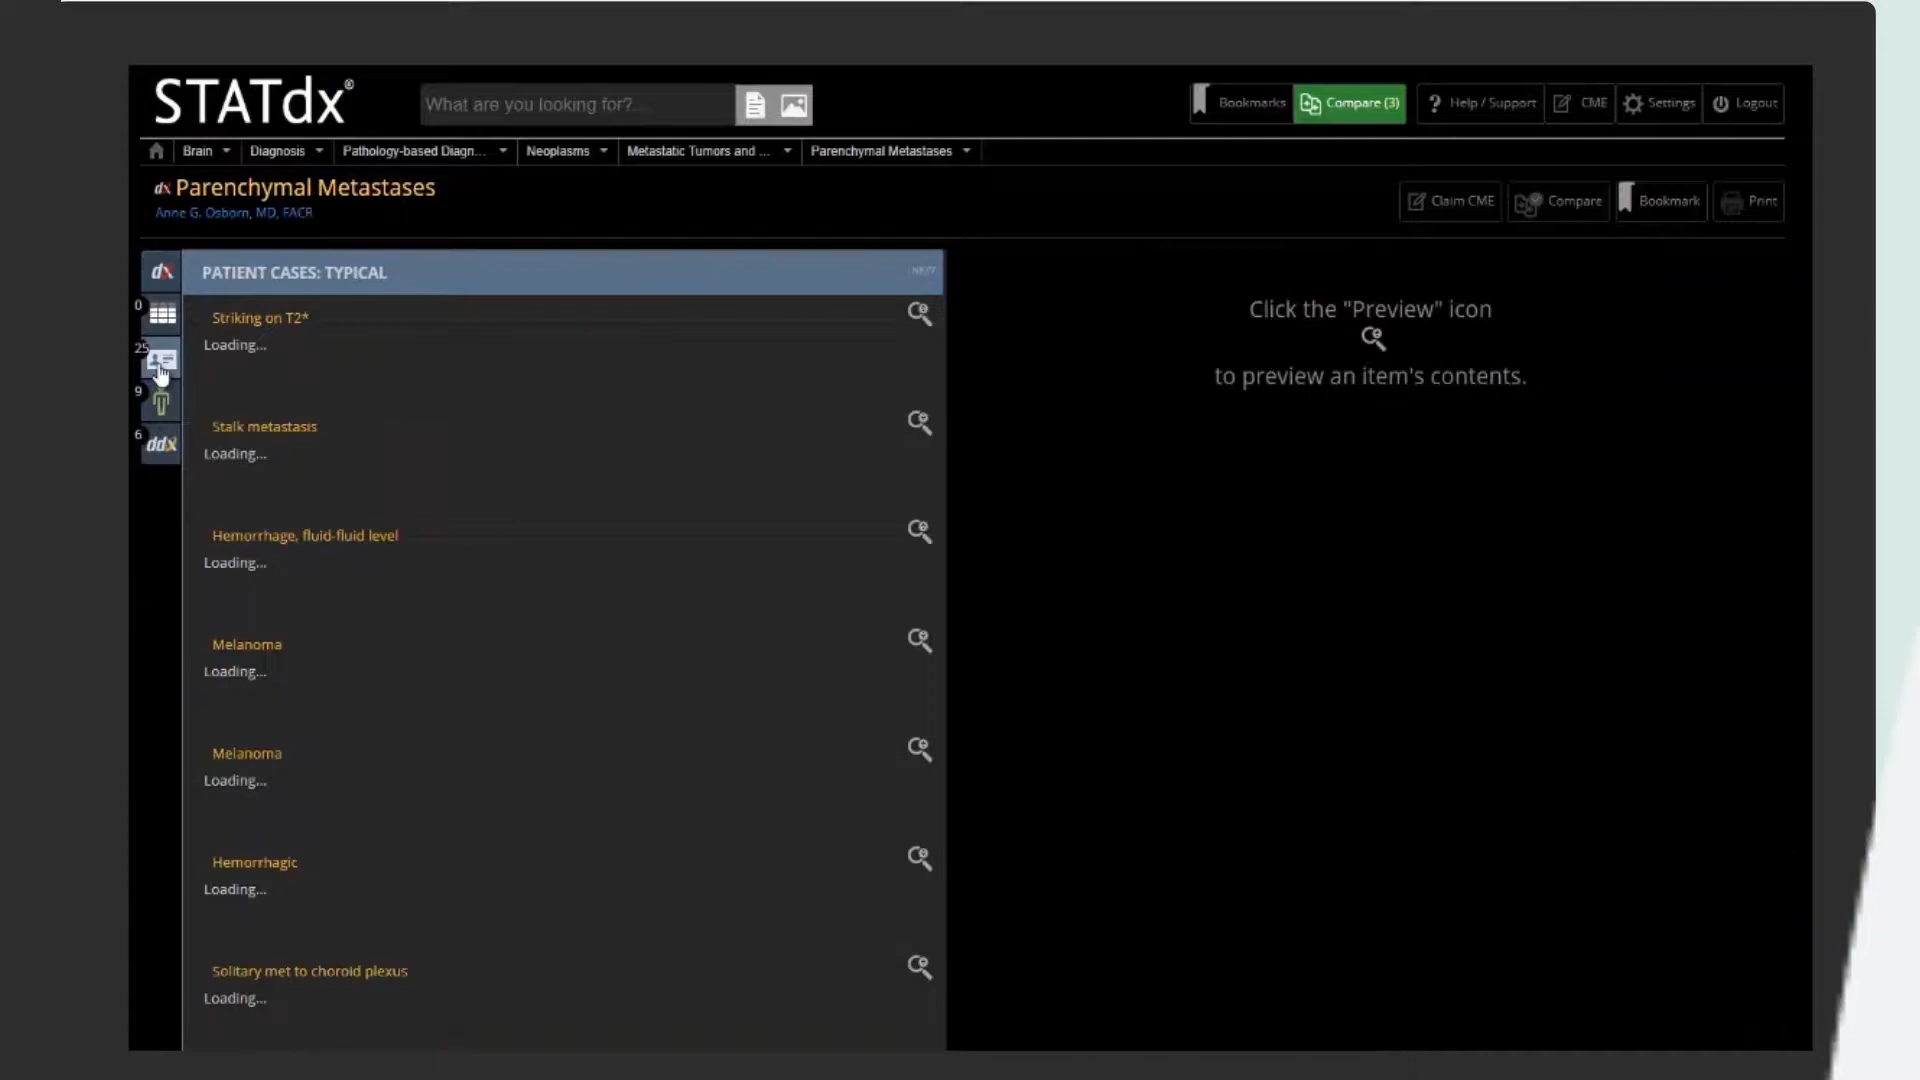 STATdx®
What are you looking for?..
Bookmarks
Compare (3)
? Help / Support
CME
Settings
Logout
Brain
Diagnosis
Pathology-based Diagn...
Neoplasms
Metastatic Tumors and ...
Parenchymal Metastases
dx Parenchymal Metastases
Anne G. Osborn, MD, FACR
Claim CME
Compare
Bookmark
Print
dx
0
25
9
6
ddx
PATIENT CASES: TYPICAL
NEXT
Striking on T2*
Loading...
Stalk metastasis
Loading...
Hemorrhage, fluid-fluid level
Loading...
Melanoma
Loading...
Melanoma
Loading...
Hemorrhagic
Loading...
Solitary met to choroid plexus
Loading...
Click the "Preview" icon
to preview an item's contents.